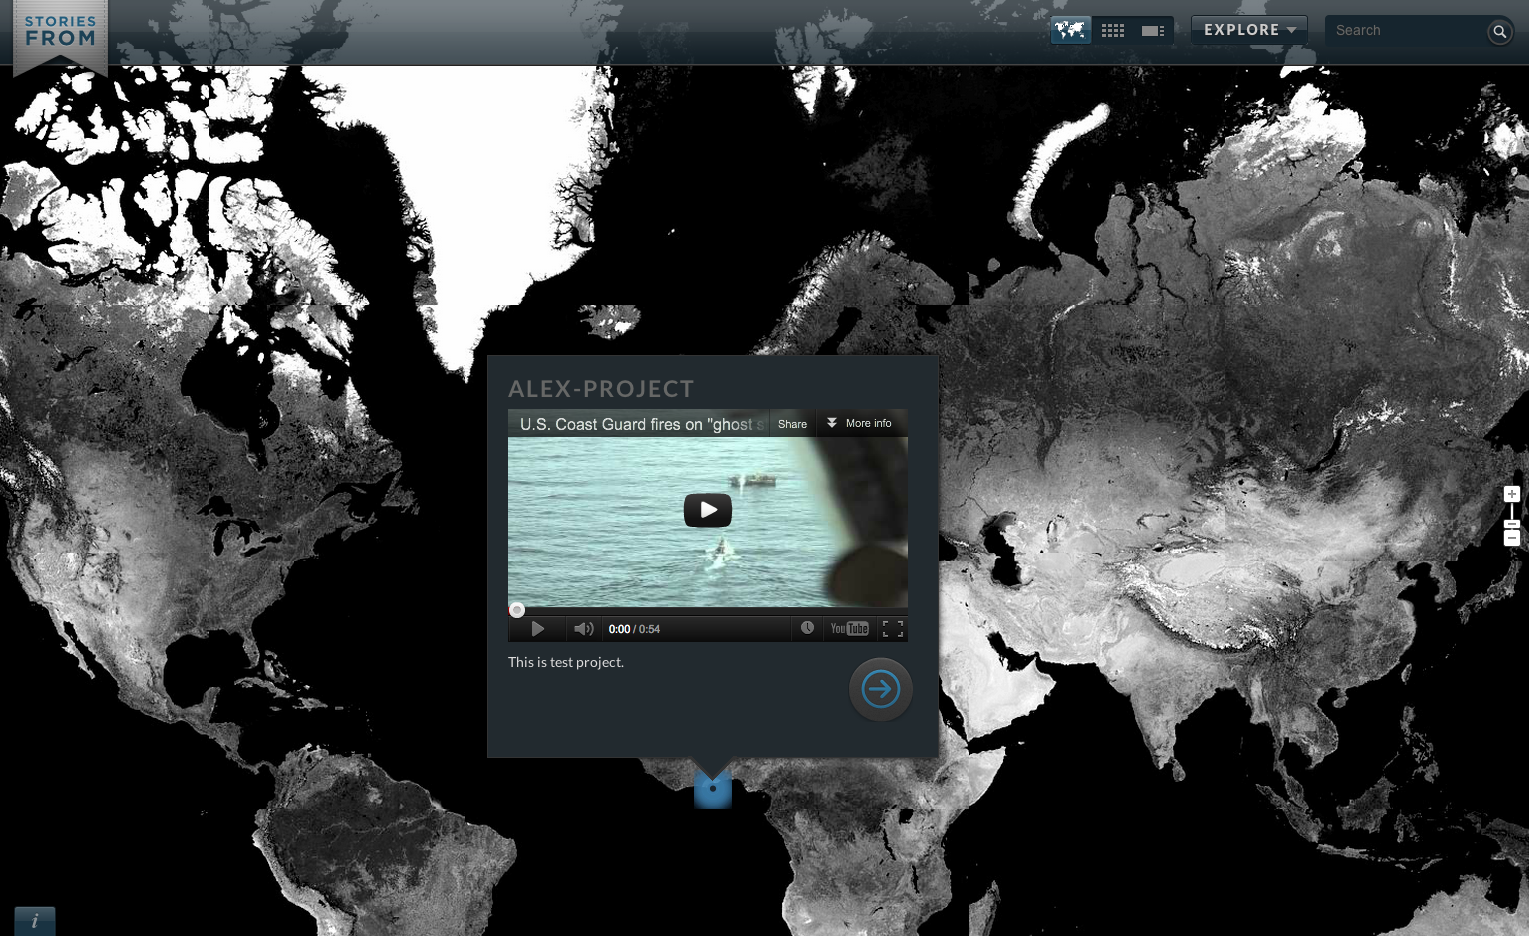 STORIES
FROM
EXPLORE
Search
ALEX-PROJECT
U.S. Coast Guard fires on "ghost s
Share
More info
0:00 / 0:54
YouTube
This is test project.
i